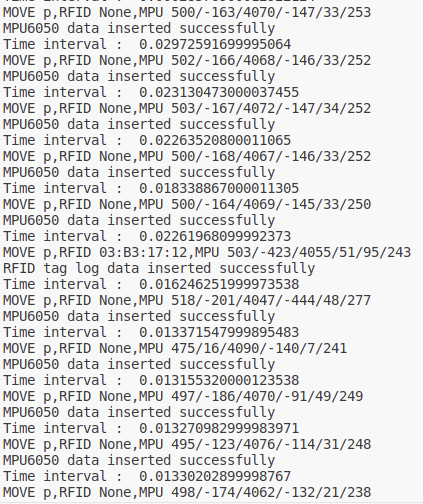 MOVE p,RFID None,MPU 500/-163/4070/-147/33/253
MPU6050 data inserted successfully
Time interval :  0.02972591699995064
MOVE p,RFID None,MPU 502/-166/4068/-146/33/252
MPU6050 data inserted successfully
Time interval :  0.023130473000037455
MOVE p,RFID None,MPU 503/-167/4072/-147/34/252
MPU6050 data inserted successfully
Time interval :  0.02263520800011065
MOVE p,RFID None,MPU 500/-168/4067/-146/33/252
MPU6050 data inserted successfully
Time interval :  0.018338867000011305
MOVE p,RFID None,MPU 500/-164/4069/-145/33/250
MPU6050 data inserted successfully
Time interval :  0.02261968099992373
MOVE p,RFID 03:B3:17:12,MPU 503/-423/4055/51/95/243
RFID tag log data inserted successfully
Time interval :  0.016246251999973538
MOVE p,RFID None,MPU 518/-201/4047/-444/48/277
MPU6050 data inserted successfully
Time interval :  0.013371547999895483
MOVE p,RFID None,MPU 475/16/4090/-140/7/241
MPU6050 data inserted successfully
Time interval :  0.013155320000123538
MOVE p,RFID None,MPU 497/-186/4070/-91/49/249
MPU6050 data inserted successfully
Time interval :  0.013270982999983971
MOVE p,RFID None,MPU 495/-123/4076/-114/31/248
MPU6050 data inserted successfully
Time interval :  0.01330202899998767
MOVE p,RFID None,MPU 498/-174/4062/-132/21/238